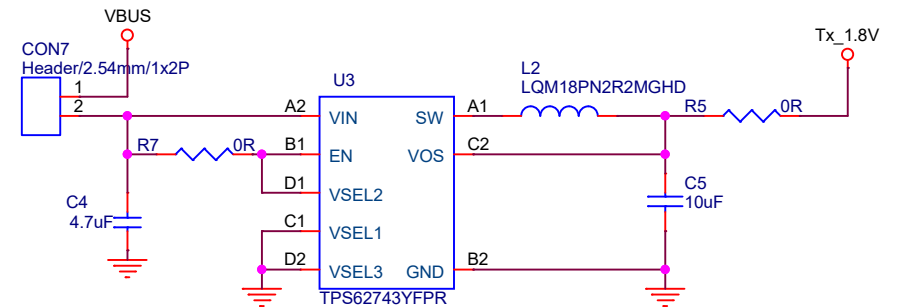 VBUS
CON7
Header/2.54mm/1x2P
1
2
U3
L2
LQM18PN2R2MGHD
Tx_1.8V
A2
VIN
SW
A1
R5
0R
R7
0R
B1
EN
VOS
C2
D1
VSEL2
C4
4.7uF
C5
10uF
C1
VSEL1
D2
VSEL3
GND
B2
TPS62743YFPR